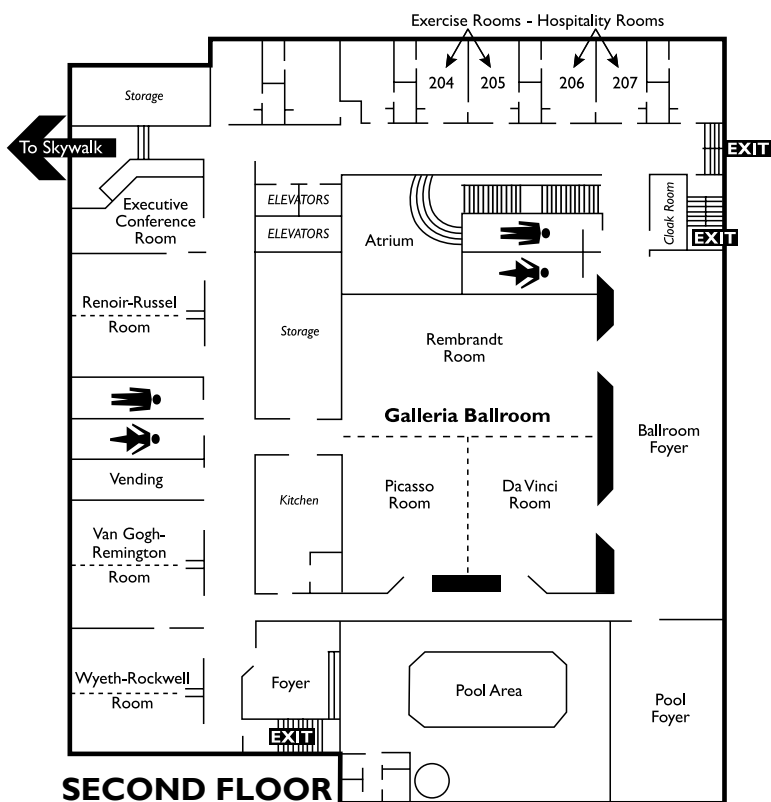 Exercise Rooms - Hospitality Rooms
204
205
206
207
Storage
To Skywalk
EXIT
Executive
Conference
Room
ELEVATORS
ELEVATORS
Atrium
Cloak Room
EXIT
Renoir-Russel
Room
Storage
Rembrandt
Room
Galleria Ballroom
Ballroom
Foyer
Vending
Kitchen
Picasso
Room
Da Vinci
Room
Van Gogh-
Remington
Room
Wyeth-Rockwell
Room
Foyer
Pool Area
Pool
Foyer
EXIT
SECOND FLOOR